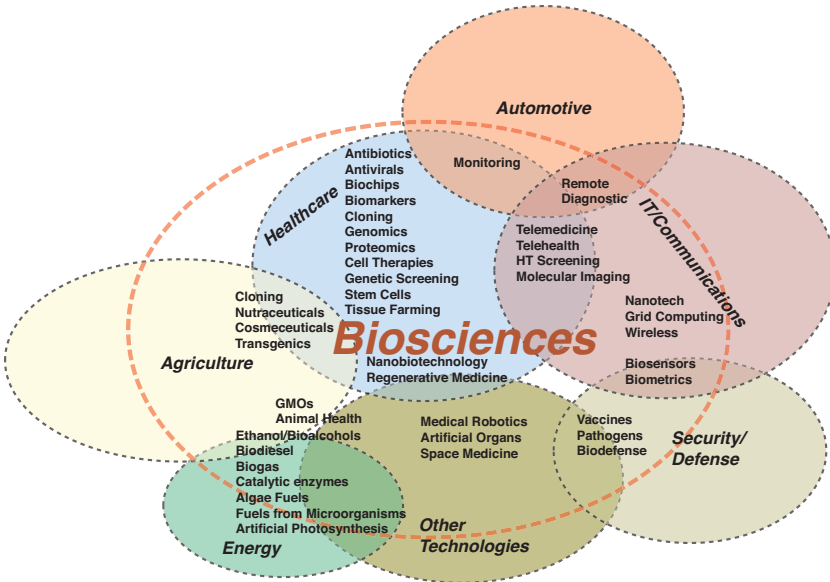 Automotive
Monitoring
Antibiotics
Antivirals
Biochips
Biomarkers
Cloning
Genomics
Proteomics
Cell Therapies
Genetic Screening
Stem Cells
Tissue Farming
Healthcare
Remote
Diagnostic
IT/Communications
Telemedicine
Telehealth
HT Screening
Molecular Imaging
Nanotech
Grid Computing
Wireless
Biosensors
Biometrics
Cloning
Nutraceuticals
Cosmeceuticals
Transgenics
Biosciences
Agriculture
Nanobiotechnology
Regenerative Medicine
GMOs
Animal Health
Ethanol/Bioalcohols
Biodiesel
Biogas
Catalytic enzymes
Algae Fuels
Fuels from Microorganisms
Artificial Photosynthesis
Energy
Medical Robotics
Artificial Organs
Space Medicine
Other
Technologies
Vaccines
Pathogens
Biodefense
Security/
Defense